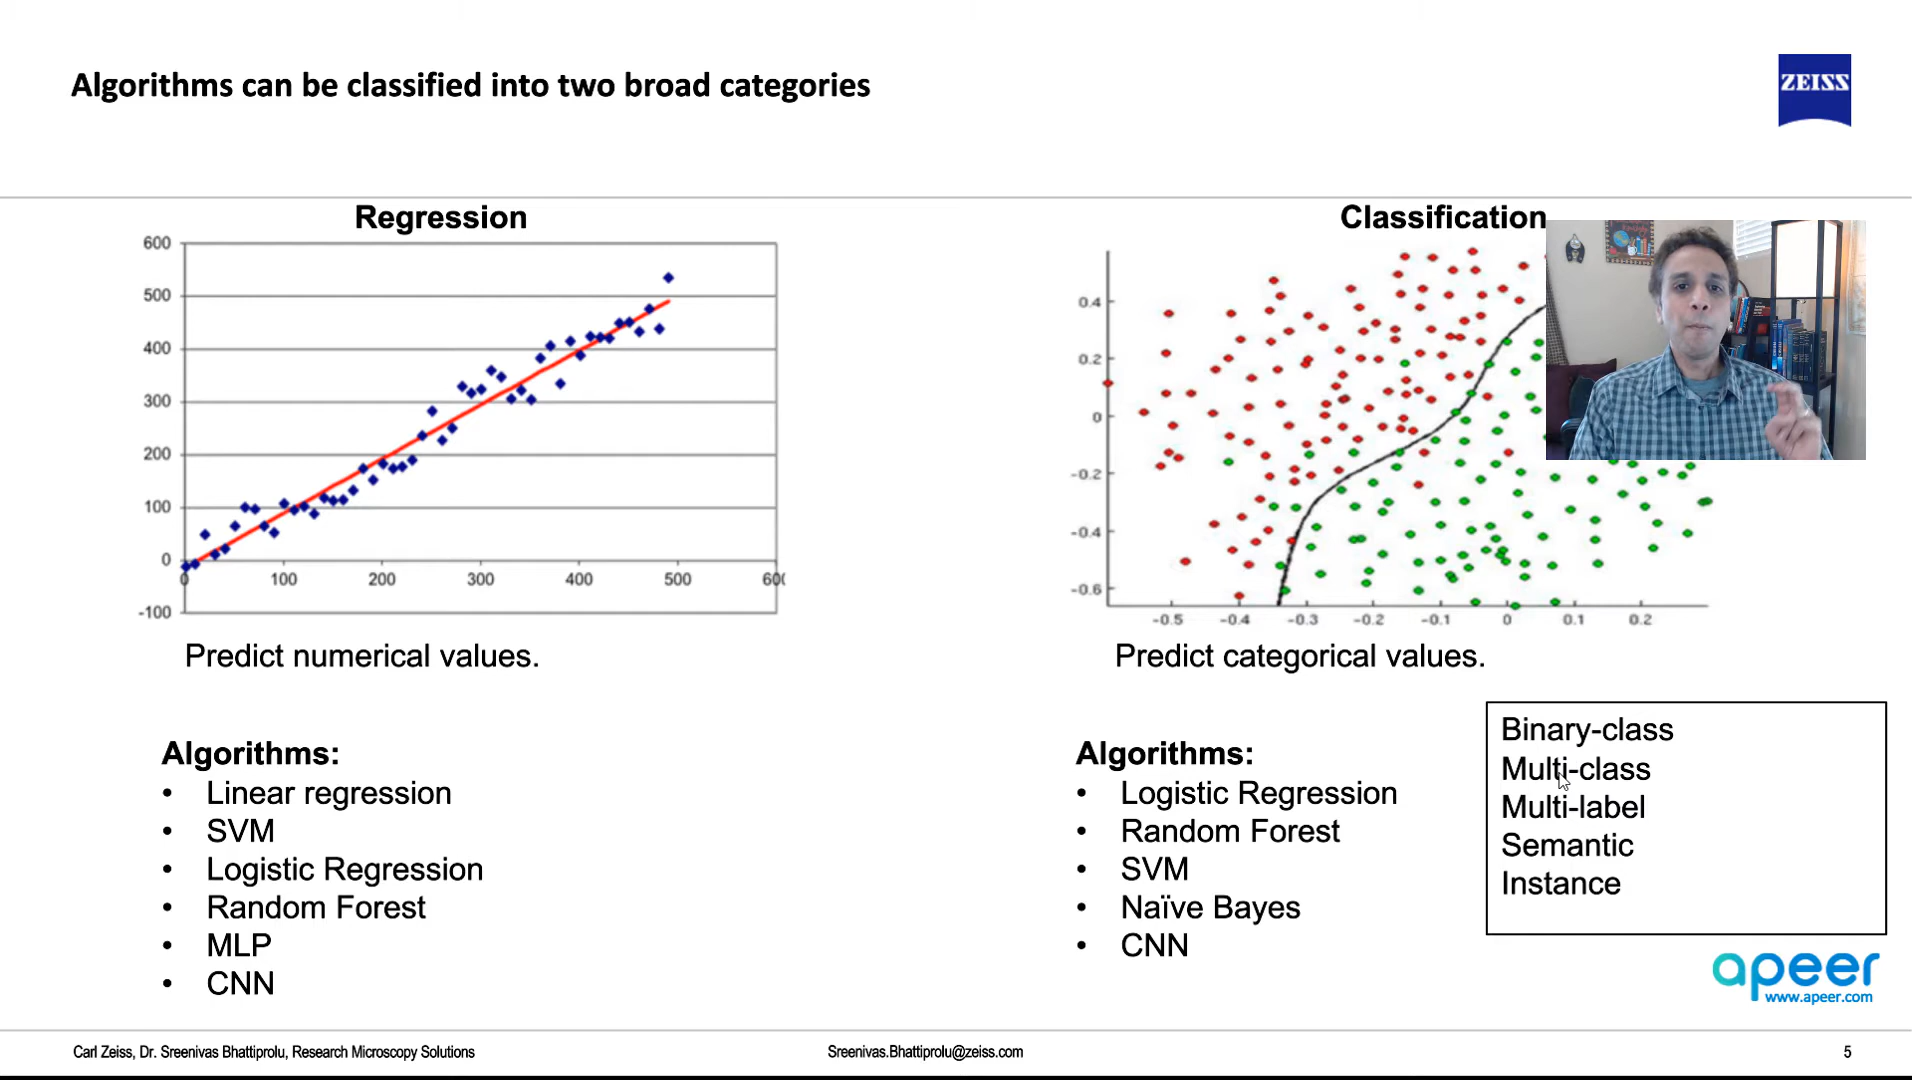 Algorithms can be classified into two broad categories
ZEISS
Regression
600
500
400
300
200
100
0
-100
0 100 200 300 400 500 60
Predict numerical values.
Algorithms:
• Linear regression
• SVM
• Logistic Regression
• Random Forest
• MLP
• CNN
Classification
0.4
0.2
0
-0.2
-0.4
-0.6
-0.5 -0.4 -0.3 -0.2 -0.1 0 0.1 0.2
Predict categorical values.
Algorithms:
• Logistic Regression
• Random Forest
• SVM
• Naïve Bayes
• CNN
Binary-class
Multi-class
Multi-label
Semantic
Instance
apeer
www.apeer.com
Carl Zeiss, Dr. Sreenivas Bhattiprolu, Research Microscopy Solutions
Sreenivas.Bhattiprolu@zeiss.com
5